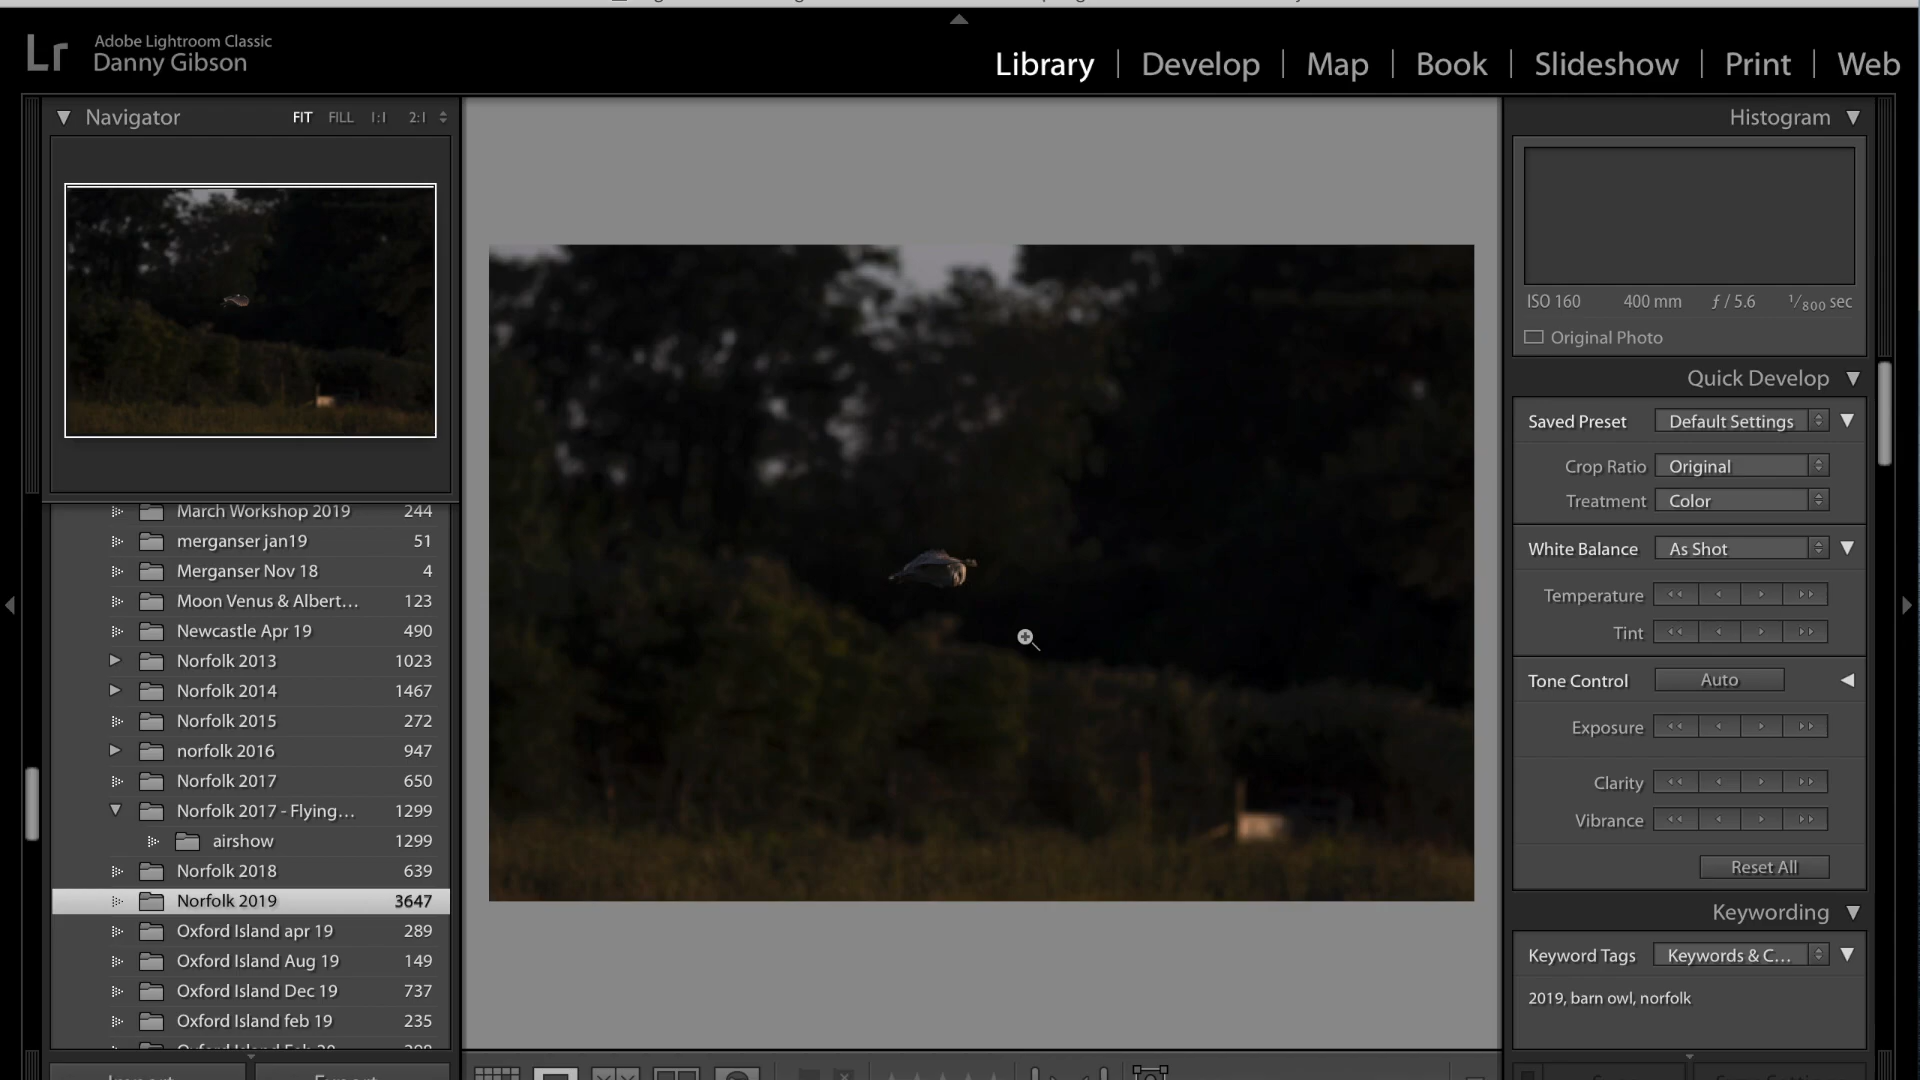 Lr
Adobe Lightroom Classic
Danny Gibson
Library | Develop | Map | Book | Slideshow | Print | Web
Navigator FIT FILL 1:1 2:1
Histogram
ISO 160 400 mm ƒ / 5.6 1/800 sec
Original Photo
Quick Develop
Saved Preset Default Settings
Crop Ratio Original
Treatment Color
White Balance As Shot
Temperature
Tint
Tone Control Auto
Exposure
Clarity
Vibrance
Reset All
Keywording
Keyword Tags Keywords & C...
2019, barn owl, norfolk
March Workshop 2019 244
merganser jan19 51
Merganser Nov 18 4
Moon Venus & Albert... 123
Newcastle Apr 19 490
Norfolk 2013 1023
Norfolk 2014 1467
Norfolk 2015 272
norfolk 2016 947
Norfolk 2017 650
Norfolk 2017 - Flying... 1299
airshow 1299
Norfolk 2018 639
Norfolk 2019 3647
Oxford Island apr 19 289
Oxford Island Aug 19 149
Oxford Island Dec 19 737
Oxford Island feb 19 235